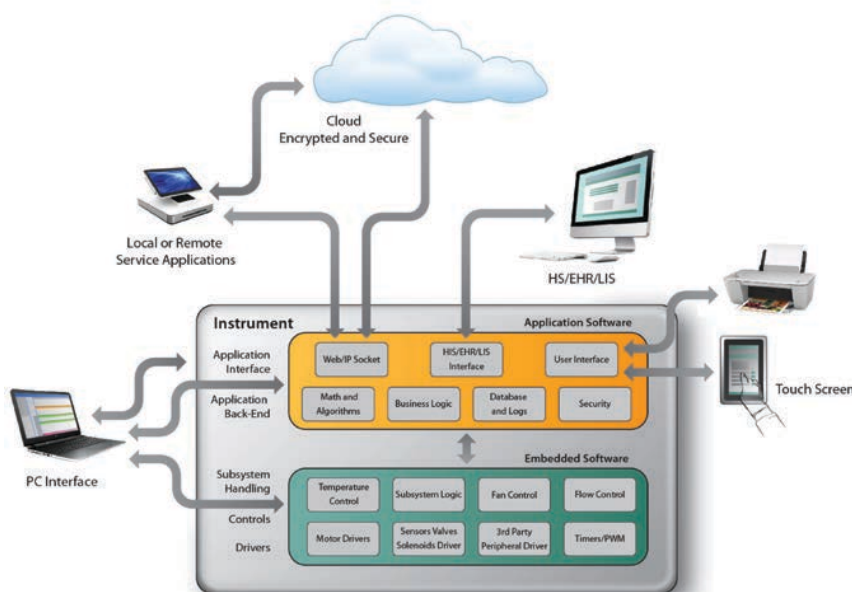 Cloud
Encrypted and Secure
Local or Remote
Service Applications
HS/EHR/LIS
Instrument
Application Software
Application
Interface
Web/IP Socket
HIS/EHR/LIS
Interface
User Interface
Application
Back-End
Math and
Algorithms
Business Logic
Database
and Logs
Security
Touch Screen
PC Interface
Embedded Software
Subsystem
Handling
Temperature
Control
Subsystem Logic
Fan Control
Flow Control
Controls
Drivers
Motor Drivers
Sensors Valves
Solenoids Driver
3rd Party
Peripheral Driver
Timers/PWM